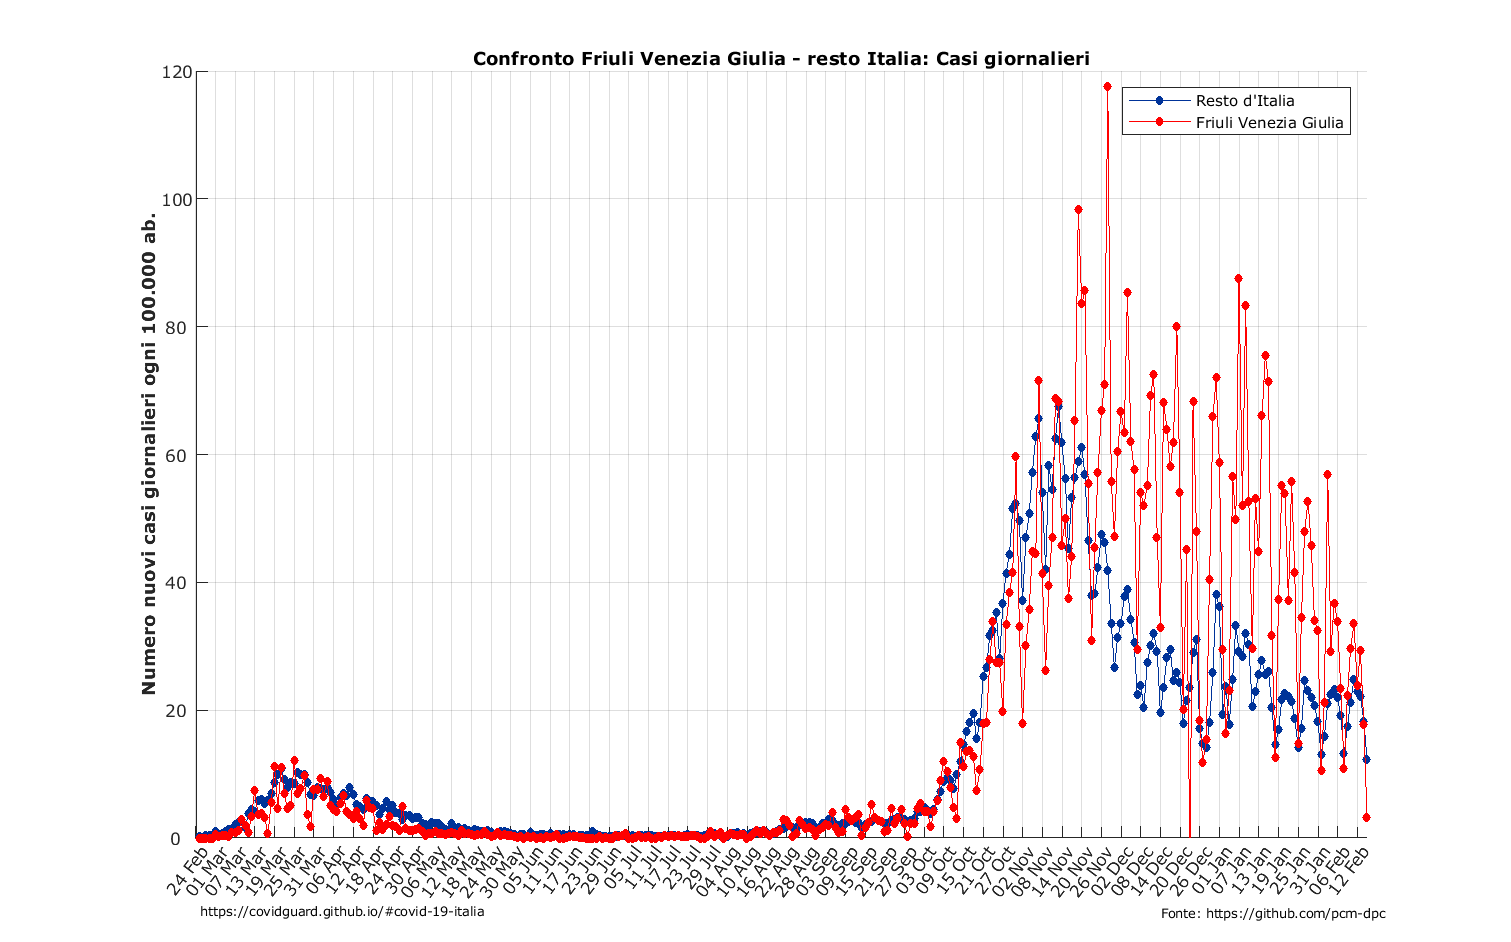 Confronto Friuli Venezia Giulia - resto Italia: Casi giornalieri
Resto d'Italia
Friuli Venezia Giulia
Numero nuovi casi giornalieri ogni 100.000 ab.
120
100
80
60
40
20
0
24 Feb
01 Mar
07 Mar
13 Mar
19 Mar
25 Mar
31 Mar
06 Apr
12 Apr
18 Apr
24 Apr
30 Apr
06 May
12 May
18 May
24 May
30 May
05 Jun
11 Jun
17 Jun
23 Jun
29 Jun
05 Jul
11 Jul
17 Jul
23 Jul
29 Jul
04 Aug
10 Aug
16 Aug
22 Aug
28 Aug
03 Sep
09 Sep
15 Sep
21 Sep
27 Sep
03 Oct
09 Oct
15 Oct
21 Oct
27 Oct
02 Nov
08 Nov
14 Nov
20 Nov
26 Nov
02 Dec
08 Dec
14 Dec
20 Dec
26 Dec
01 Jan
07 Jan
13 Jan
19 Jan
25 Jan
31 Jan
06 Feb
12 Feb
https://covidguard.github.io/#covid-19-italia
Fonte: https://github.com/pcm-dpc